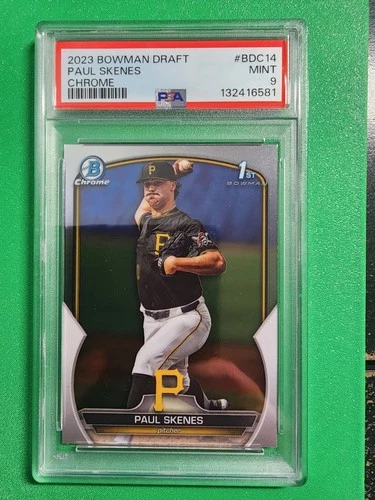 2023 BOWMAN DRAFT #BDC14
PAUL SKENES MINT
CHROME 9
PSA 132416581
B 1ST
Chrome BOWMAN
P
P
P
PAUL SKENES
pitcher